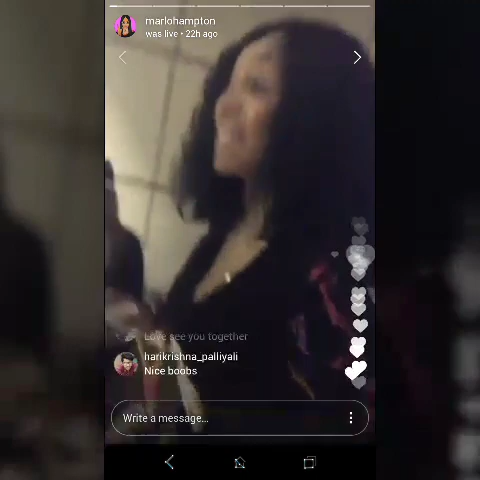 marlohampton
was live • 22h ago
Love see you together
harikrishna_palliyali
Nice boobs
Write a message...